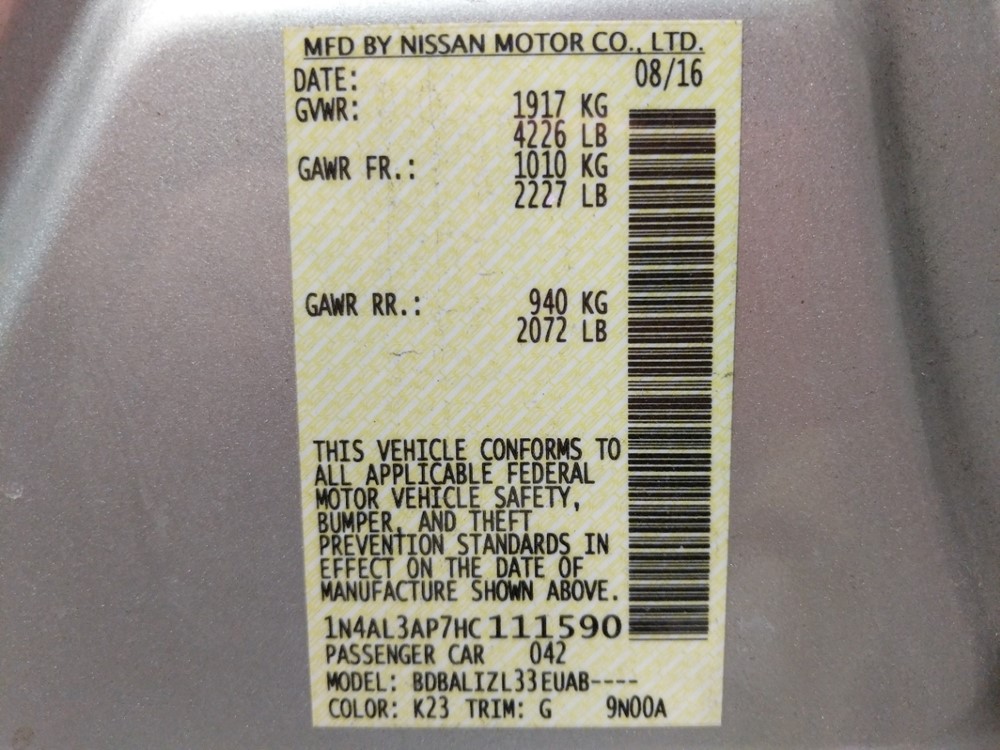 MFD BY NISSAN MOTOR CO., LTD.
DATE: 08/16
GVWR: 1917 KG
4226 LB
GAWR FR.: 1010 KG
2227 LB
GAWR RR.: 940 KG
2072 LB
THIS VEHICLE CONFORMS TO
ALL APPLICABLE FEDERAL
MOTOR VEHICLE SAFETY,
BUMPER, AND THEFT
PREVENTION STANDARDS IN
EFFECT ON THE DATE OF
MANUFACTURE SHOWN ABOVE.
1N4AL3AP7HC 111590
PASSENGER CAR 042
MODEL: BDBALIZL33EUAB----
COLOR: K23 TRIM: G 9N00A